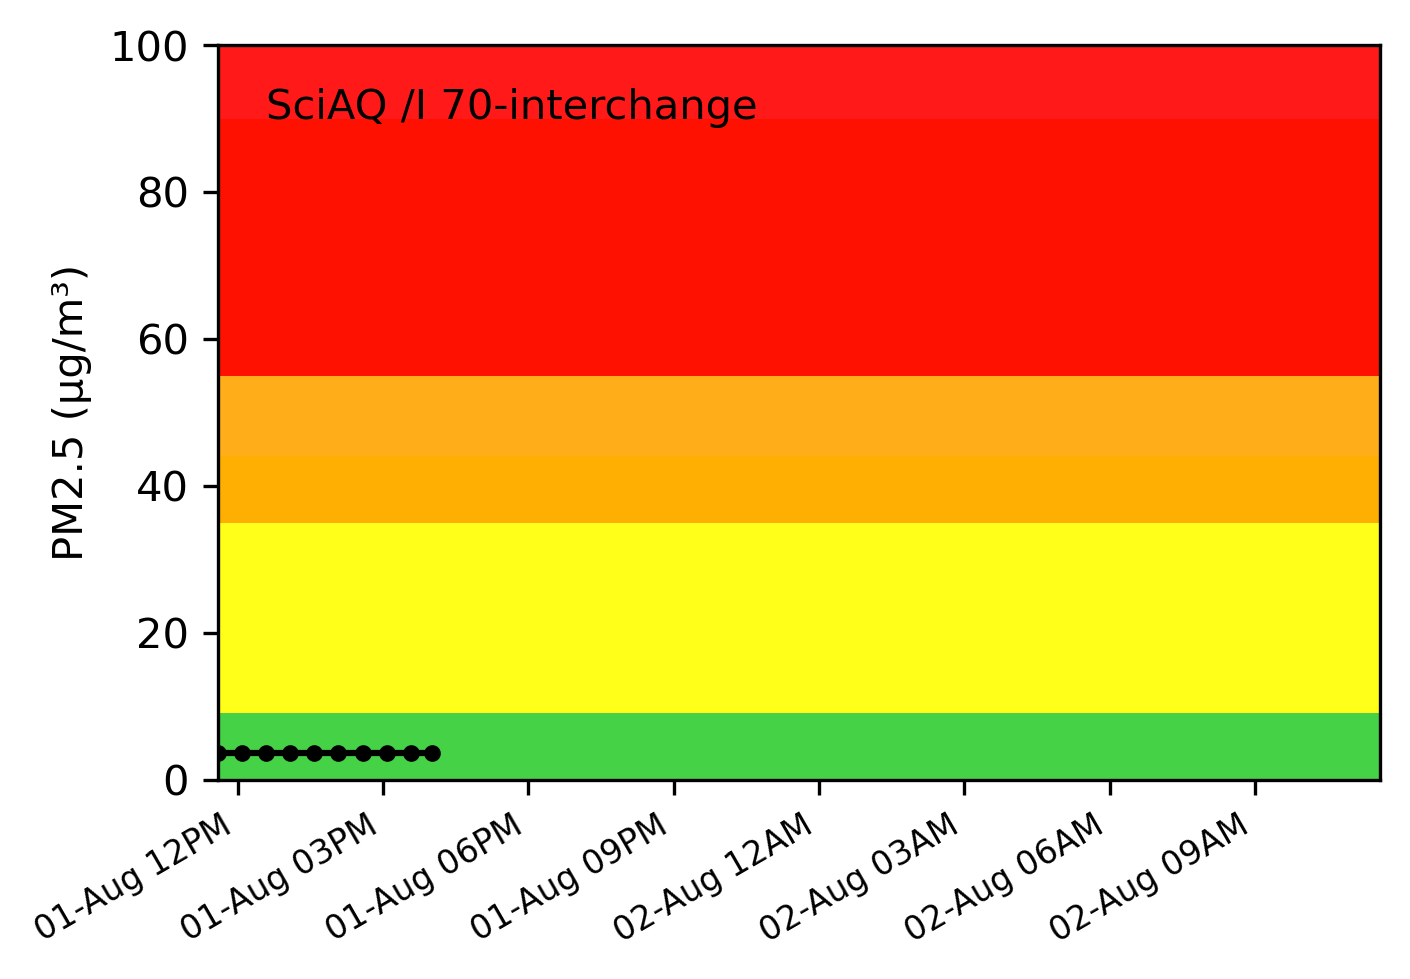 SciAQ /I 70-interchange
PM2.5 (µg/m³)
100
80
60
40
20
0
01-Aug 12PM
01-Aug 03PM
01-Aug 06PM
01-Aug 09PM
02-Aug 12AM
02-Aug 03AM
02-Aug 06AM
02-Aug 09AM